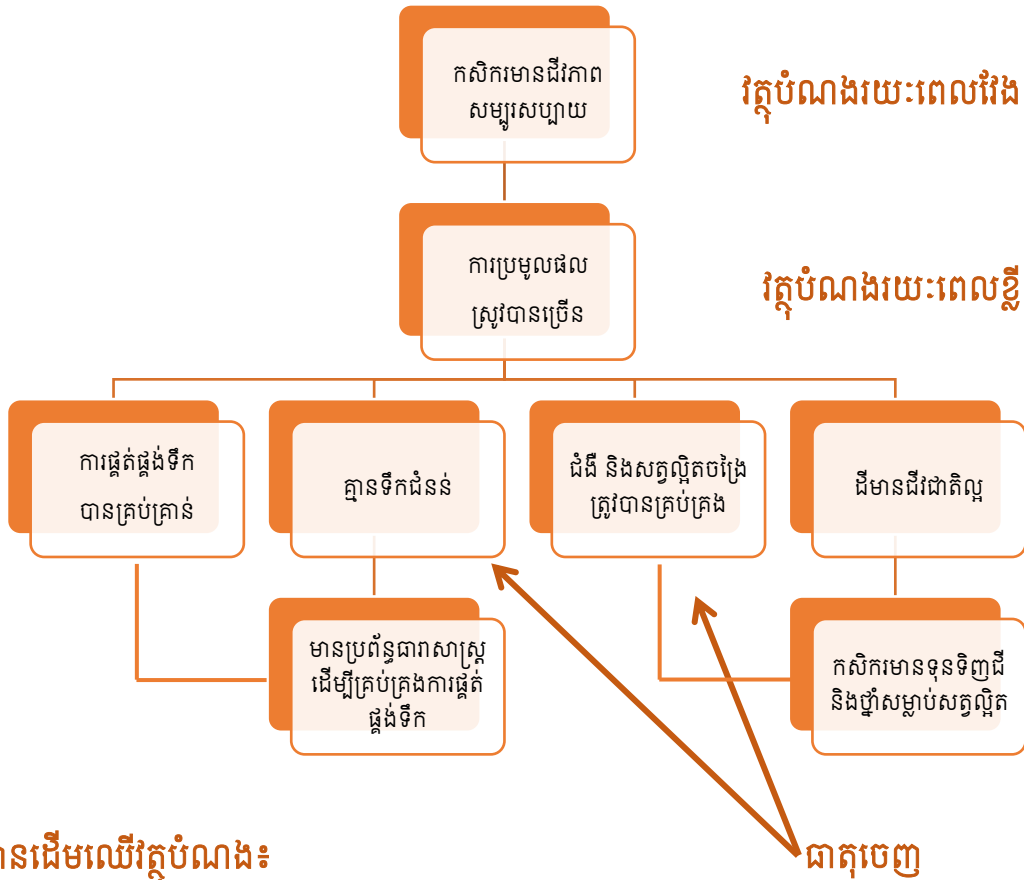 កសិករមានជីវភាព
សម្បូរសប្បាយ
វត្ថុបំណងរយៈពេលវែង
ការប្រមូលផល
ស្រូវបានច្រើន
វត្ថុបំណងរយៈពេលខ្លី
ការផ្គត់ផ្គង់ទឹក
បានគ្រប់គ្រាន់
គ្មានទឹកជំនន់
ជំងឺ និងសត្វល្អិតចង្រៃ
ត្រូវបានគ្រប់គ្រង
ដីមានជីវជាតិល្អ
មានប្រព័ន្ធធារាសាស្ត្រ
ដើម្បីគ្រប់គ្រងការផ្គត់
ផ្គង់ទឹក
កសិករមានទុនទិញជី
និងថ្នាំសម្លាប់សត្វល្អិត
ដើមឈើវត្ថុបំណង៖
ធាតុចេញ